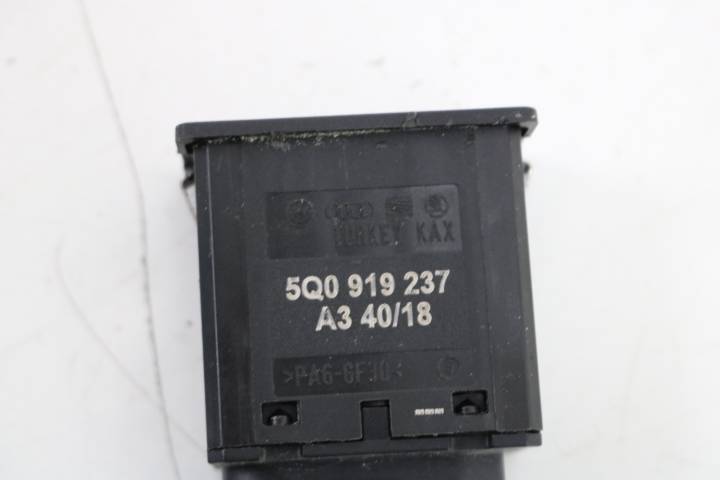 TURKEY KAX
5Q0 919 237
A3 40/18
>PA6-GF30<